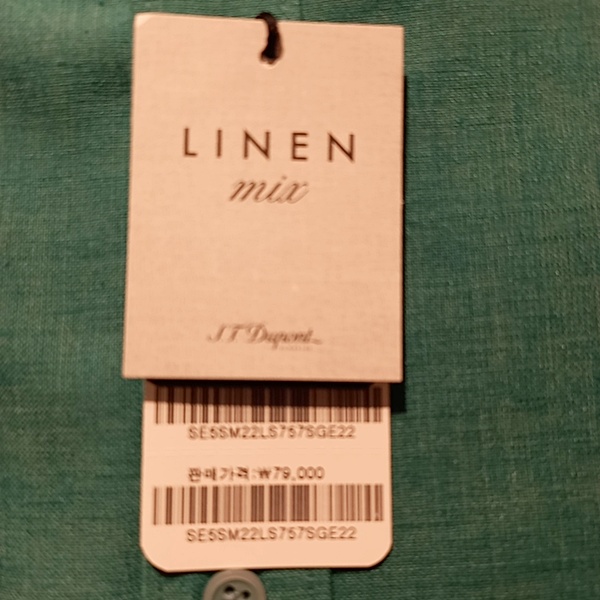 LINEN
mix
S.T. Dupont
SE5SM22LS757SGE22
판매가격:₩79,000
SE5SM22LS757SGE22